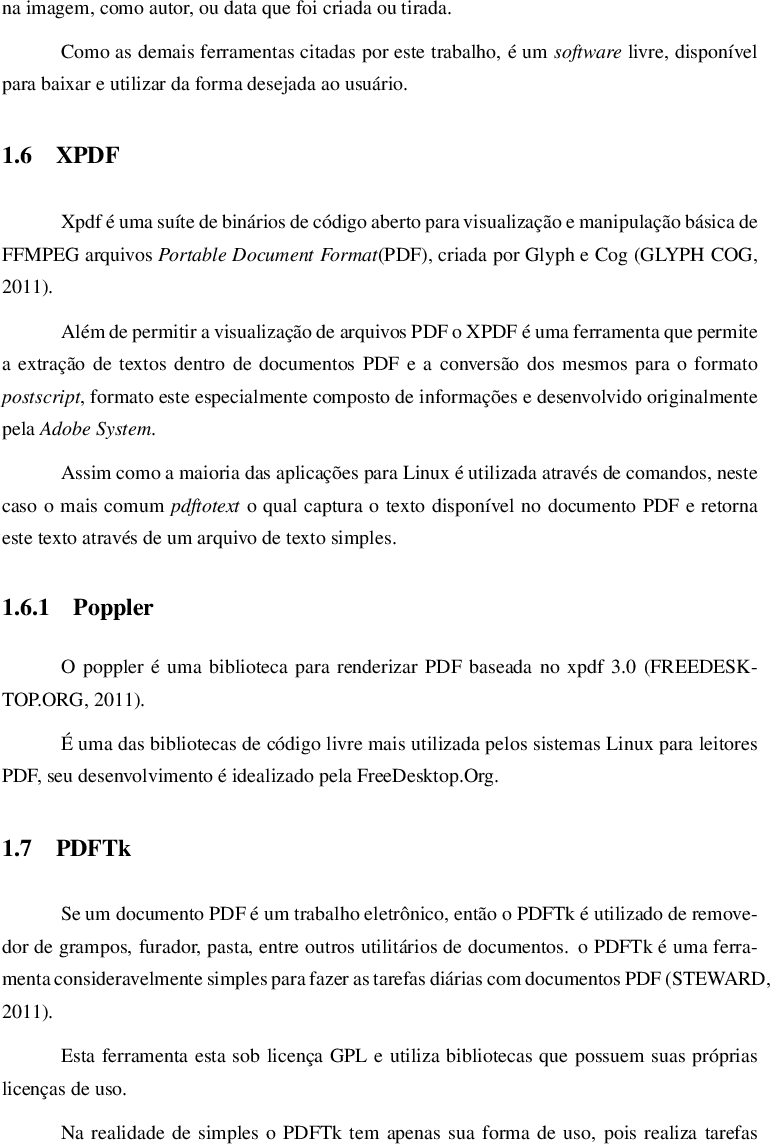 na imagem, como autor, ou data que foi criada ou tirada.
Como as demais ferramentas citadas por este trabalho, é um software livre, disponível
para baixar e utilizar da forma desejada ao usuário.
1.6 XPDF
Xpdf é uma suíte de binários de código aberto para visualização e manipulação básica de
FFMPEG arquivos Portable Document Format(PDF), criada por Glyph e Cog (GLYPH COG,
2011).
Além de permitir a visualização de arquivos PDF o XPDF é uma ferramenta que permite
a extração de textos dentro de documentos PDF e a conversão dos mesmos para o formato
postscript, formato este especialmente composto de informações e desenvolvido originalmente
pela Adobe System.
Assim como a maioria das aplicações para Linux é utilizada através de comandos, neste
caso o mais comum pdftotext o qual captura o texto disponível no documento PDF e retorna
este texto através de um arquivo de texto simples.
1.6.1 Poppler
O poppler é uma biblioteca para renderizar PDF baseada no xpdf 3.0 (FREEDESK-
TOP.ORG, 2011).
É uma das bibliotecas de código livre mais utilizada pelos sistemas Linux para leitores
PDF, seu desenvolvimento é idealizado pela FreeDesktop.Org.
1.7 PDFTk
Se um documento PDF é um trabalho eletrônico, então o PDFTk é utilizado de remove-
dor de grampos, furador, pasta, entre outros utilitários de documentos. o PDFTk é uma ferra-
menta consideravelmente simples para fazer as tarefas diárias com documentos PDF (STEWARD,
2011).
Esta ferramenta esta sob licença GPL e utiliza bibliotecas que possuem suas próprias
licenças de uso.
Na realidade de simples o PDFTk tem apenas sua forma de uso, pois realiza tarefas